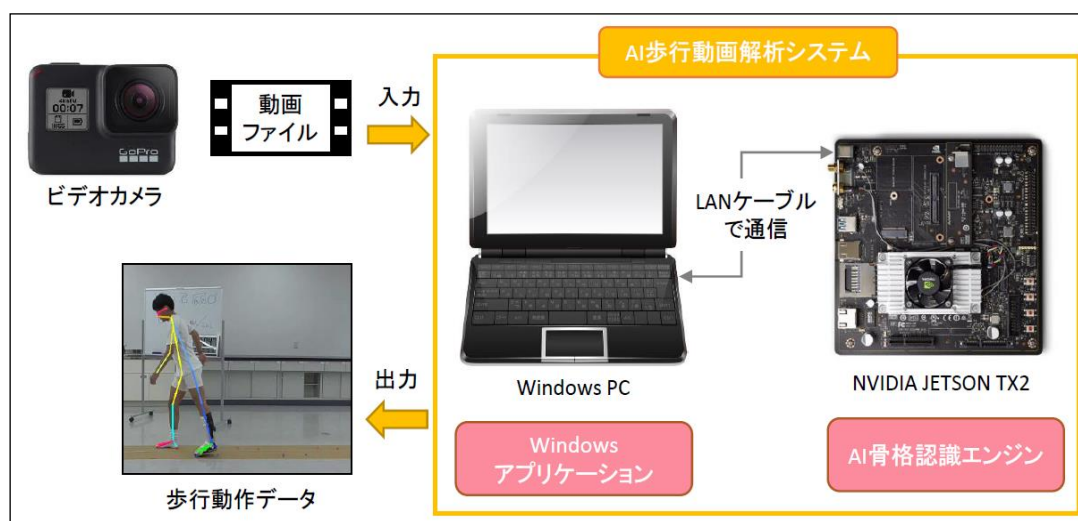 AI歩行動画解析システム
00:07
GoPro
ビデオカメラ
動画
ファイル
入力
LANケーブル
で通信
Windows PC
NVIDIA JETSON TX2
Windows
アプリケーション
AI骨格認識エンジン
出力
歩行動作データ